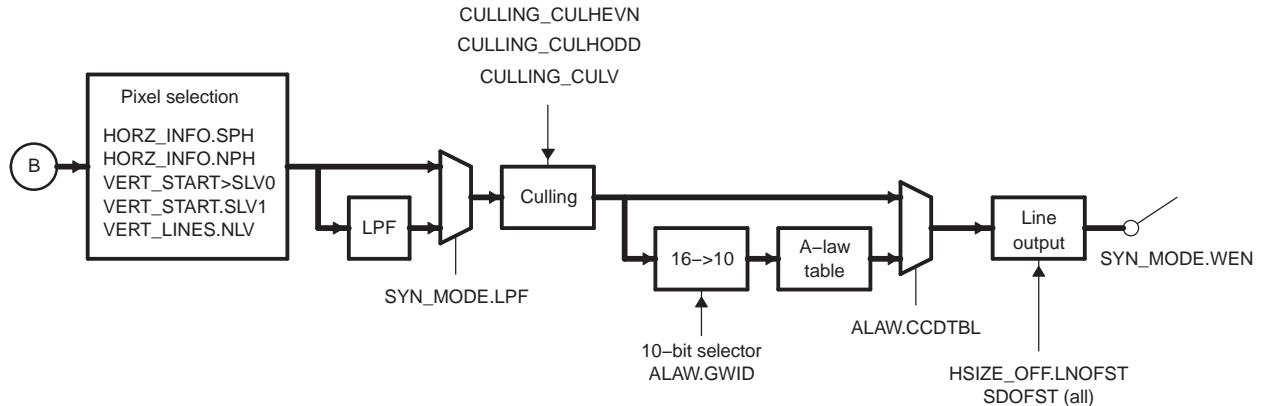 CULLING_CULHEVN
CULLING_CULHODD
CULLING_CULV
Pixel selection
HORZ_INFO.SPH
HORZ_INFO.NPH
VERT_START>SLV0
VERT_START.SLV1
VERT_LINES.NLV
B
LPF
Culling
SYN_MODE.LPF
16−>10
A−law
table
Line
output
SYN_MODE.WEN
ALAW.CCDTBL
10−bit selector
ALAW.GWID
HSIZE_OFF.LNOFST
SDOFST (all)